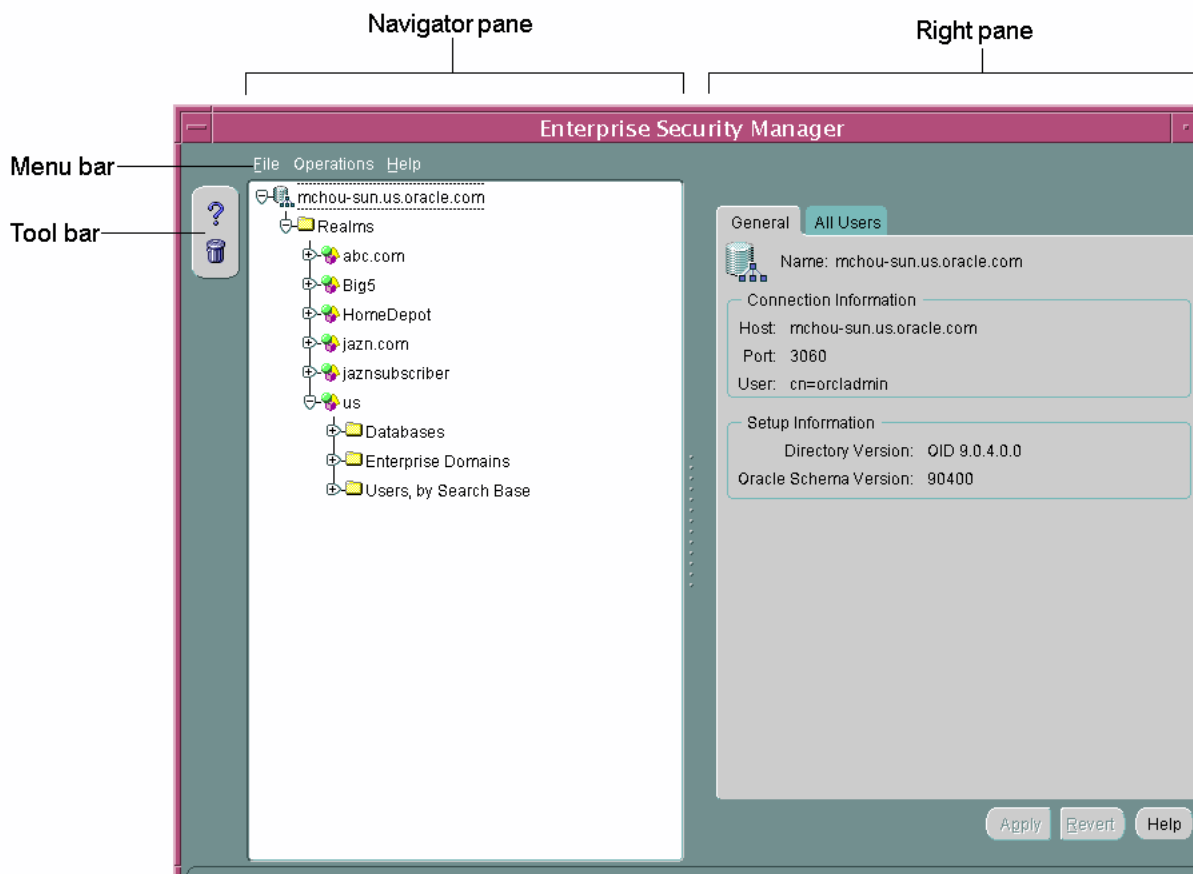 Navigator pane
Right pane
Enterprise Security Manager
Menu bar
File Operations Help
Tool bar
mchou-sun.us.oracle.com
Realms
abc.com
Big5
HomeDepot
jazn.com
jaznsubscriber
us
Databases
Enterprise Domains
Users, by Search Base
General All Users
Name: mchou-sun.us.oracle.com
Connection Information
Host: mchou-sun.us.oracle.com
Port: 3060
User: cn=orcladmin
Setup Information
Directory Version: OID 9.0.4.0.0
Oracle Schema Version: 90400
Apply Revert Help